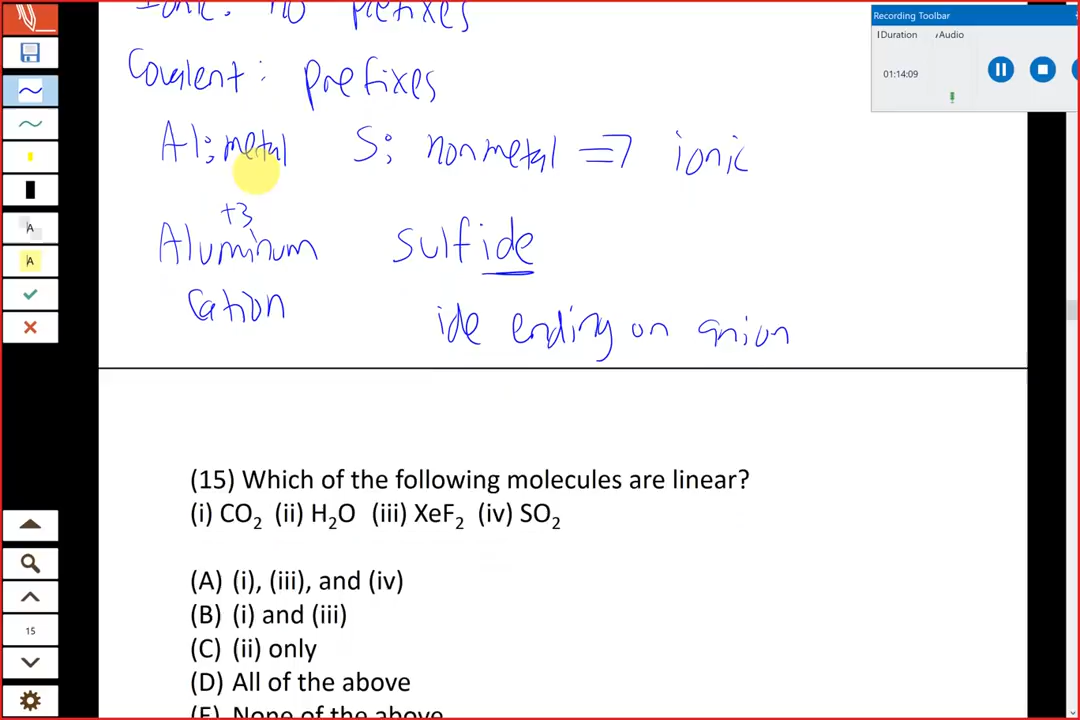 Ionic: no prefixes
Recording Toolbar
Duration Audio
01:14:09
Covalent: prefixes
Al: metal S: nonmetal => ionic
+3
Aluminum sulfide
Cation
ide ending on anion
(15) Which of the following molecules are linear?
(i) CO₂ (ii) H₂O (iii) XeF₂ (iv) SO₂
(A) (i), (iii), and (iv)
(B) (i) and (iii)
(C) (ii) only
(D) All of the above
(E) None of the above
A
A
15